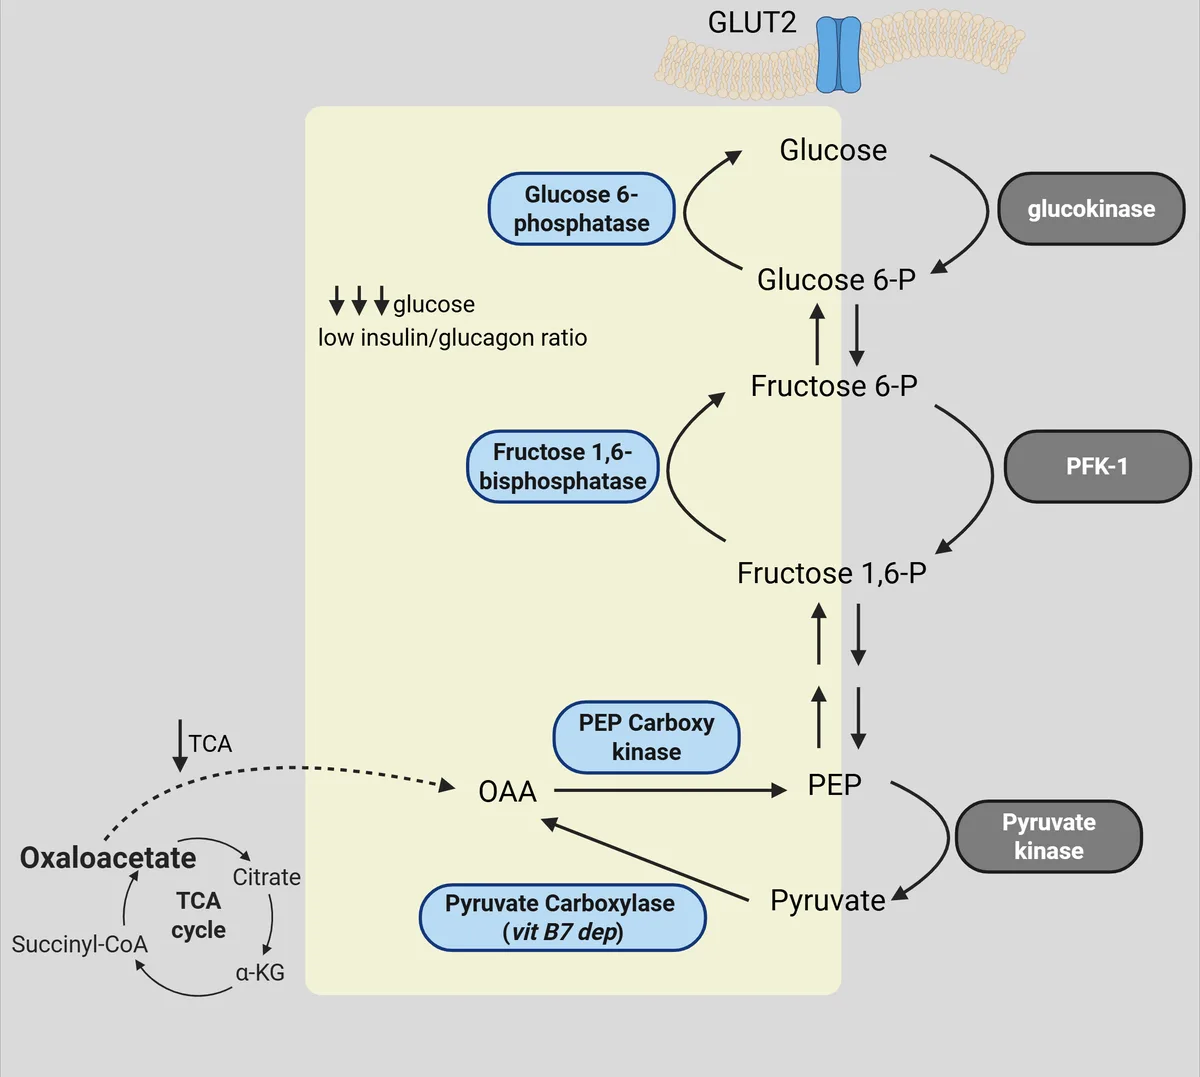 GLUT2
Glucose
Glucose 6-
phosphatase
glucokinase
Glucose 6-P
glucose
low insulin/glucagon ratio
Fructose 6-P
Fructose 1,6-
bisphosphatase
PFK-1
Fructose 1,6-P
PEP Carboxy
kinase
TCA
OAA
PEP
Pyruvate
kinase
Oxaloacetate
Citrate
TCA
cycle
Succinyl-CoA
α-KG
Pyruvate Carboxylase
(vit B7 dep)
Pyruvate